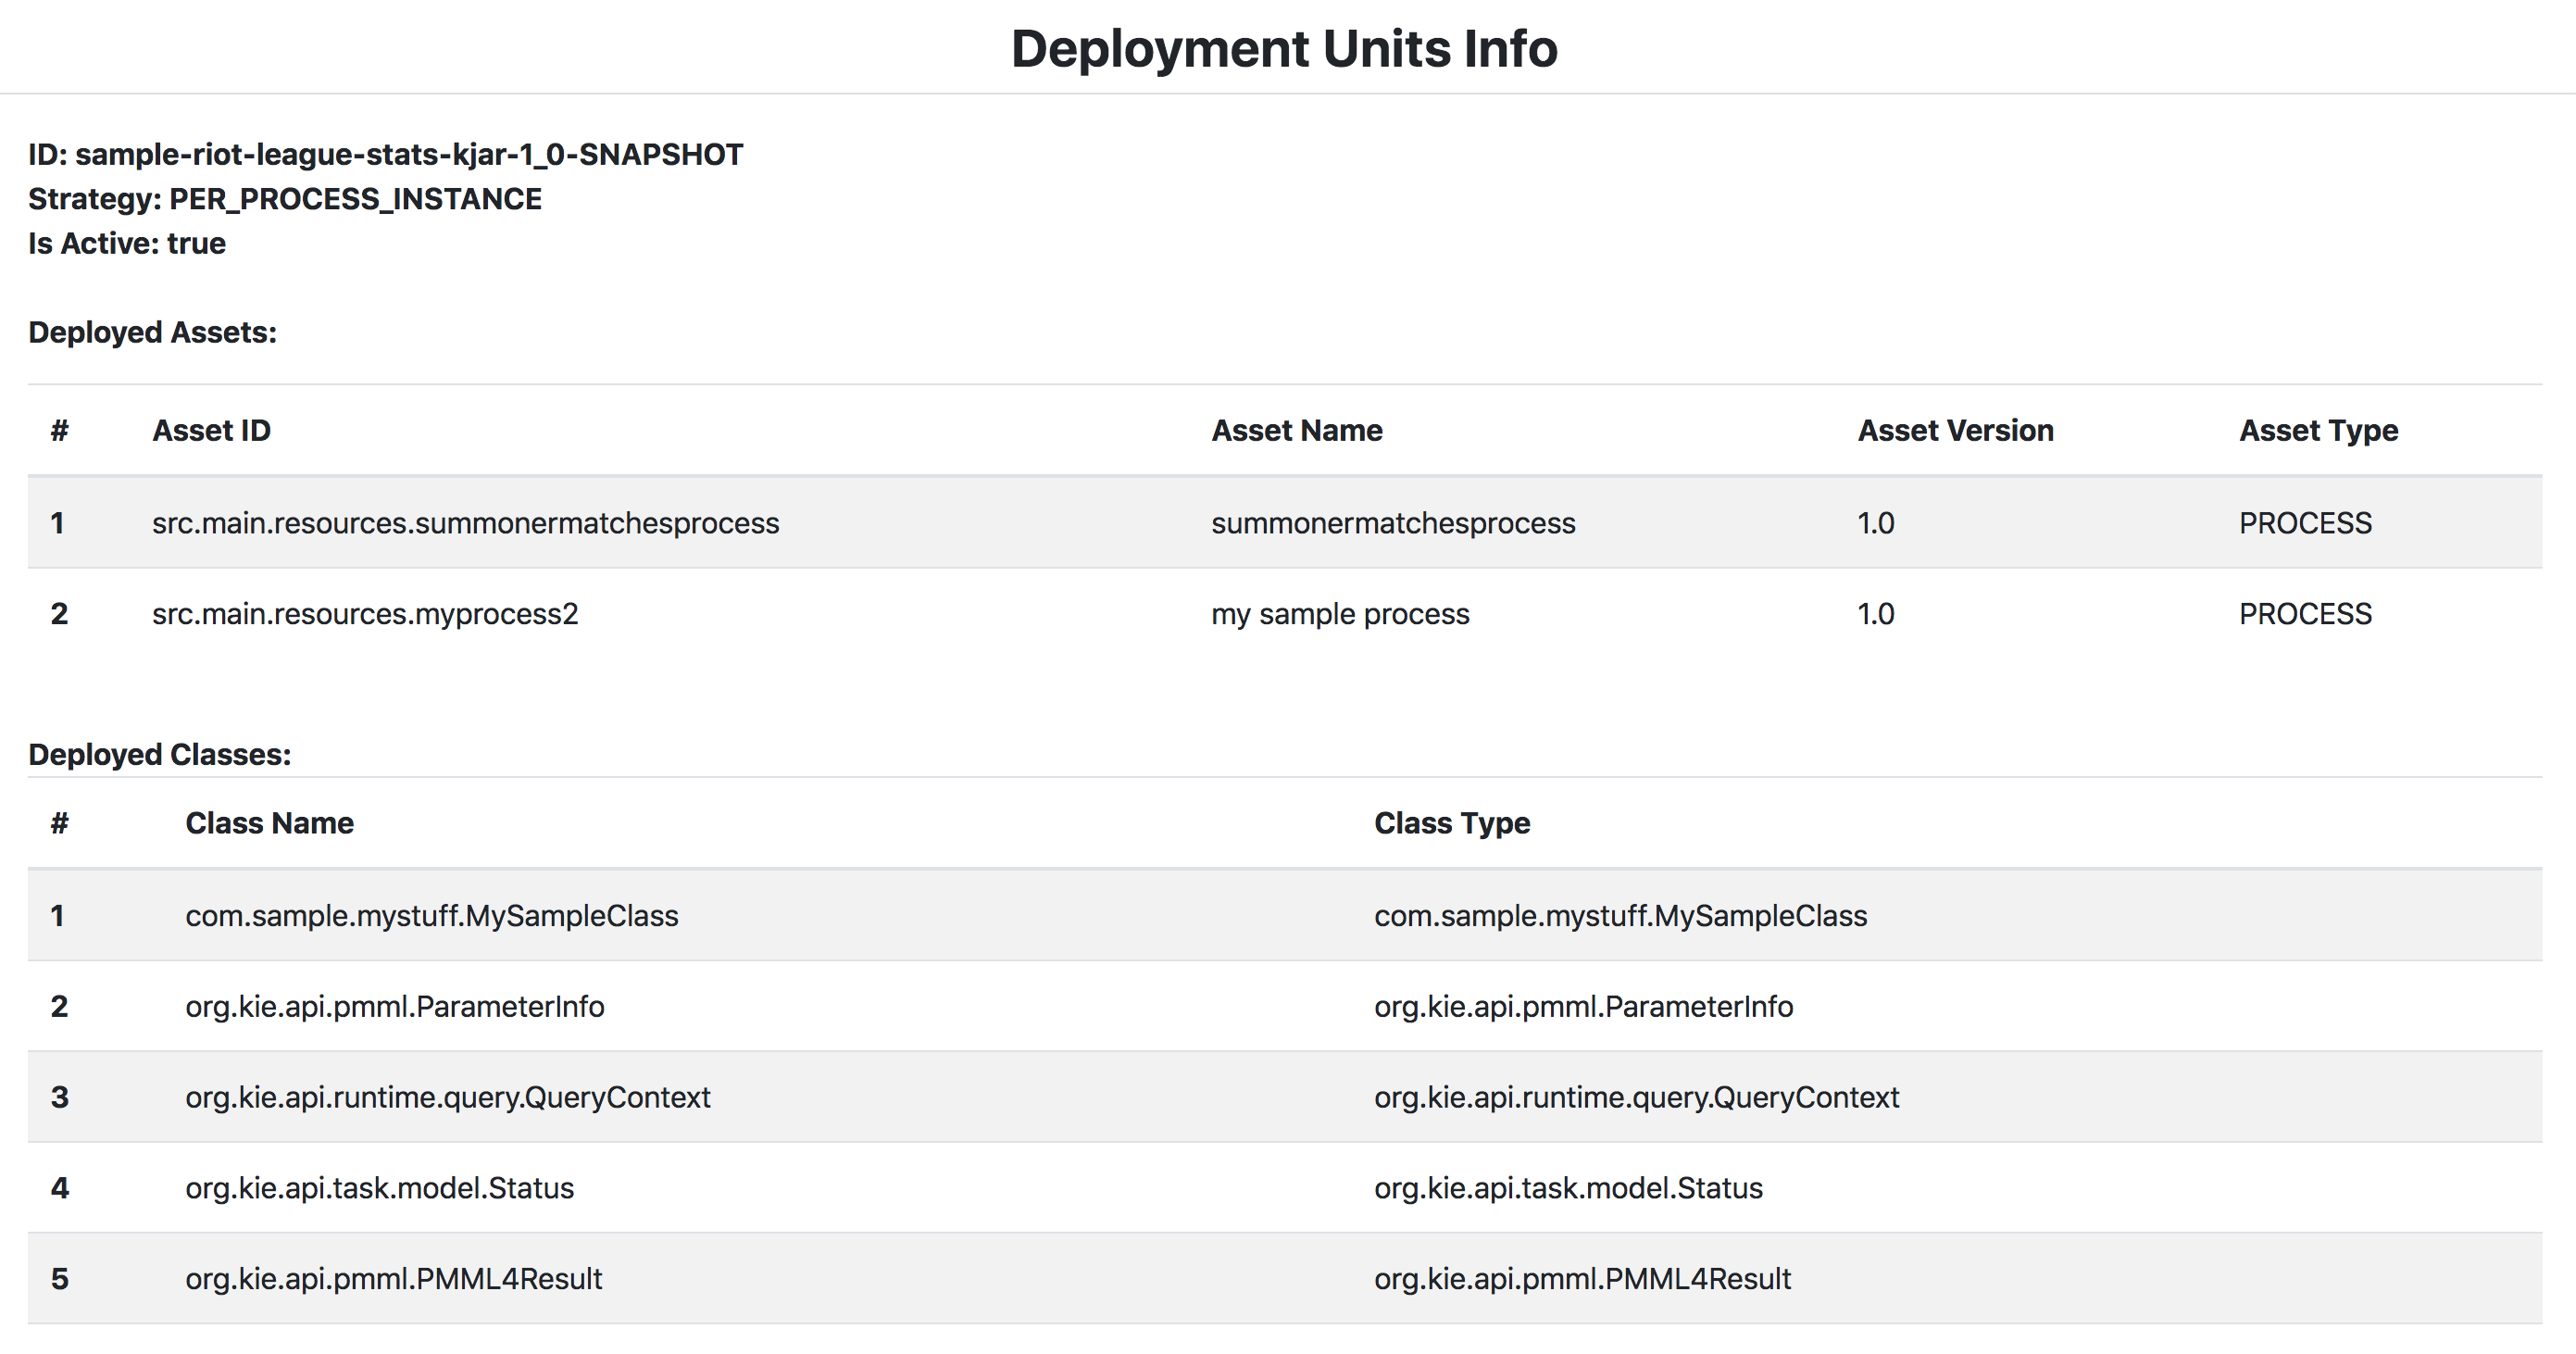 Deployment Units Info
ID: sample-riot-league-stats-kjar-1_0-SNAPSHOT
Strategy: PER_PROCESS_INSTANCE
Is Active: true
Deployed Assets:
# Asset ID Asset Name Asset Version Asset Type
1 src.main.resources.summonermatchesprocess summonermatchesprocess 1.0 PROCESS
2 src.main.resources.myprocess2 my sample process 1.0 PROCESS
Deployed Classes:
# Class Name Class Type
1 com.sample.mystuff.MySampleClass com.sample.mystuff.MySampleClass
2 org.kie.api.pmml.ParameterInfo org.kie.api.pmml.ParameterInfo
3 org.kie.api.runtime.query.QueryContext org.kie.api.runtime.query.QueryContext
4 org.kie.api.task.model.Status org.kie.api.task.model.Status
5 org.kie.api.pmml.PMML4Result org.kie.api.pmml.PMML4Result